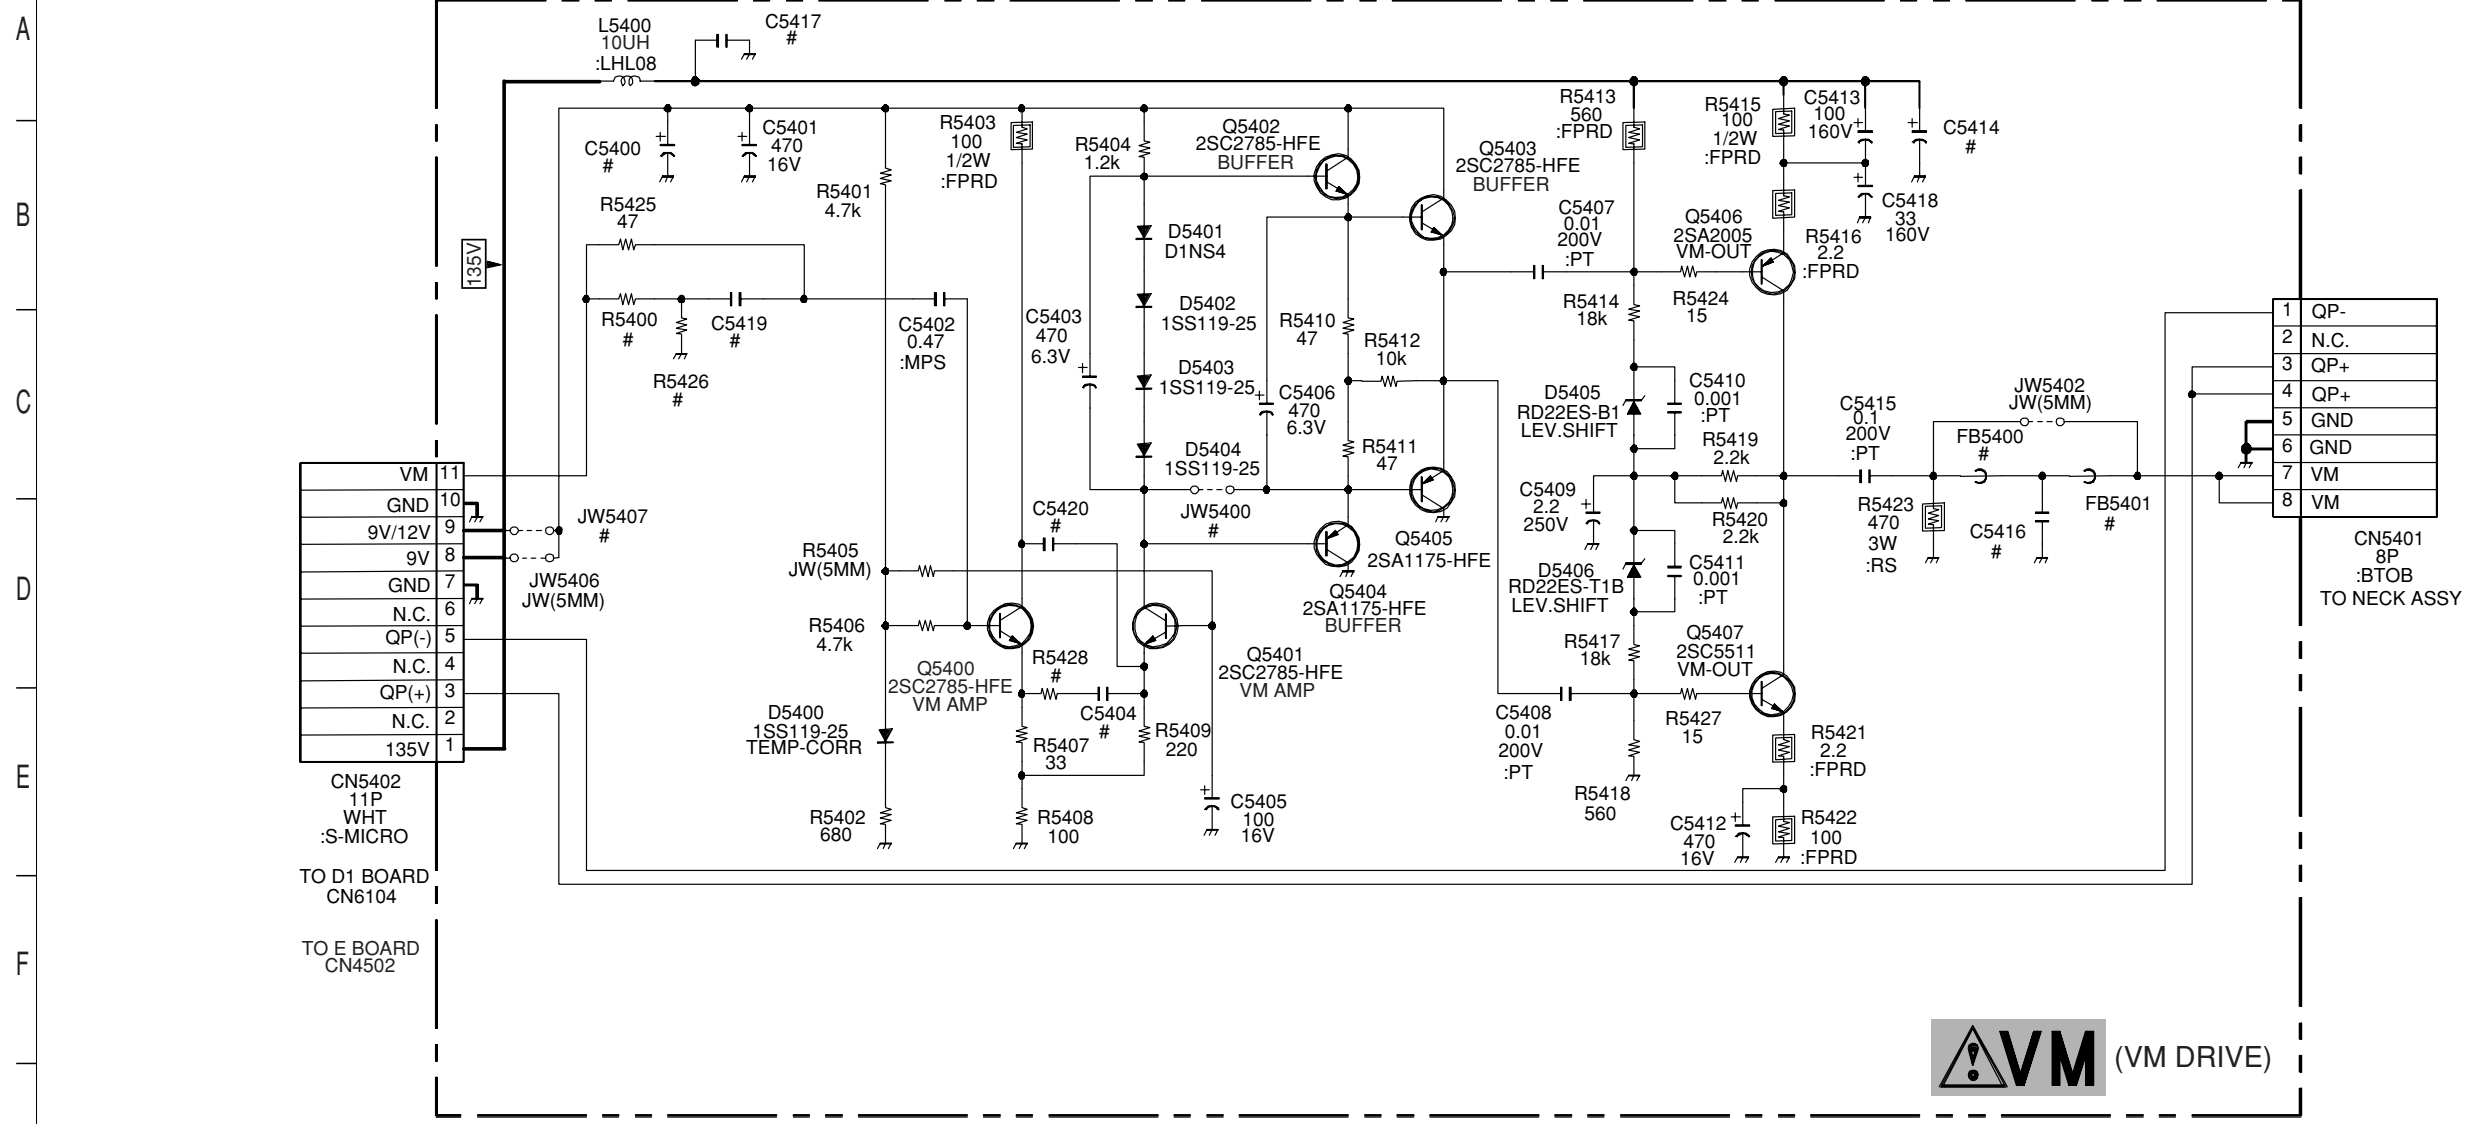 A
B
C
D
E
F
L5400
10UH
:LHL08
C5417
#
C5400
#
C5401
470
16V
R5425
47
135V
R5400
#
R5426
#
C5419
#
R5401
4.7k
C5402
0.47
:MPS
R5403
100
1/2W
:FPRD
R5404
1.2k
Q5402
2SC2785-HFE
BUFFER
Q5403
2SC2785-HFE
BUFFER
D5401
D1NS4
D5402
1SS119-25
D5403
1SS119-25
D5404
1SS119-25
C5403
470
6.3V
C5406
470
6.3V
R5410
47
R5412
10k
R5411
47
JW5400
#
C5420
#
Q5405
2SA1175-HFE
Q5404
2SA1175-HFE
BUFFER
R5405
JW(5MM)
R5406
4.7k
Q5400
2SC2785-HFE
VM AMP
D5400
1SS119-25
TEMP-CORR
R5402
680
R5428
#
C5404
#
R5407
33
R5408
100
R5409
220
Q5401
2SC2785-HFE
VM AMP
C5405
100
16V
R5413
560
:FPRD
R5415
100
1/2W
:FPRD
C5413
100
160V
C5414
#
C5418
33
160V
C5407
0.01
200V
:PT
Q5406
2SA2005
VM-OUT
R5416
2.2
:FPRD
R5414
18k
R5424
15
D5405
RD22ES-B1
LEV.SHIFT
C5410
0.001
:PT
R5419
2.2k
R5420
2.2k
C5409
2.2
250V
D5406
RD22ES-T1B
LEV.SHIFT
C5411
0.001
:PT
R5417
18k
Q5407
2SC5511
VM-OUT
C5408
0.01
200V
:PT
R5427
15
R5418
560
R5421
2.2
:FPRD
C5412
470
16V
R5422
100
:FPRD
C5415
0.1
200V
:PT
R5423
470
3W
:RS
FB5400
#
JW5402
JW(5MM)
C5416
#
FB5401
#
1 QP-
2 N.C.
3 QP+
4 QP+
5 GND
6 GND
7 VM
8 VM
CN5401
8P
:BTOB
TO NECK ASSY
VM 11
GND 10
9V/12V 9
9V 8
GND 7
N.C. 6
QP(-) 5
N.C. 4
QP(+) 3
N.C. 2
135V 1
JW5407
#
JW5406
JW(5MM)
CN5402
11P
WHT
:S-MICRO
TO D1 BOARD
CN6104
TO E BOARD
CN4502
VM (VM DRIVE)